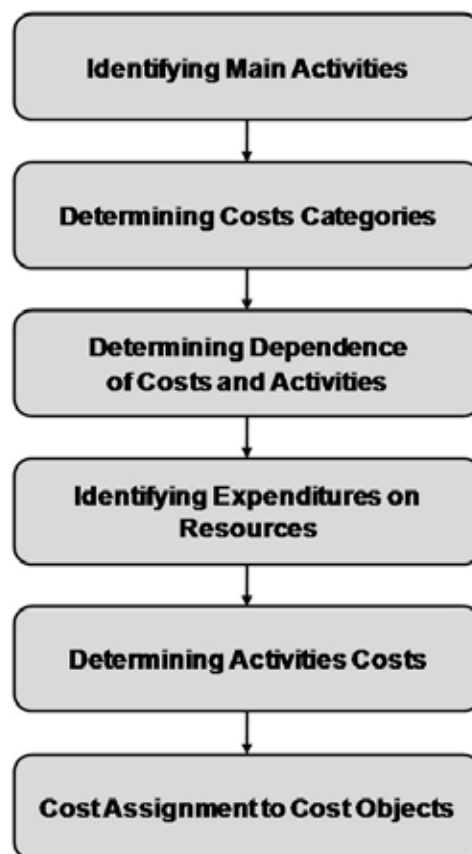 Identifying Main Activities
Determining Costs Categories
Determining Dependence
of Costs and Activities
Identifying Expenditures on
Resources
Determining Activities Costs
Cost Assignment to Cost Objects